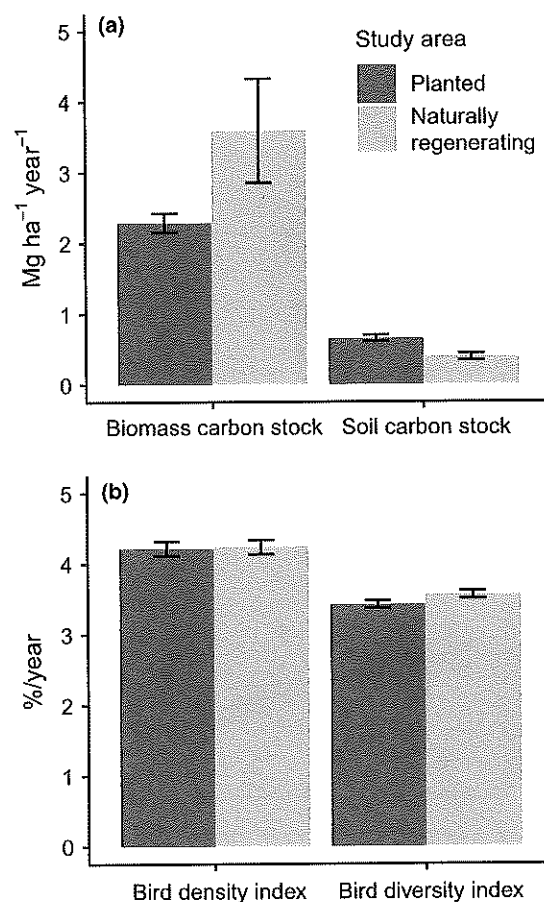 (a)
Study area
Planted
Naturally
regenerating
5
4
3
2
1
0
Mg ha⁻¹ year⁻¹
Biomass carbon stock
Soil carbon stock
(b)
5
4
3
2
1
0
%/year
Bird density index
Bird diversity index